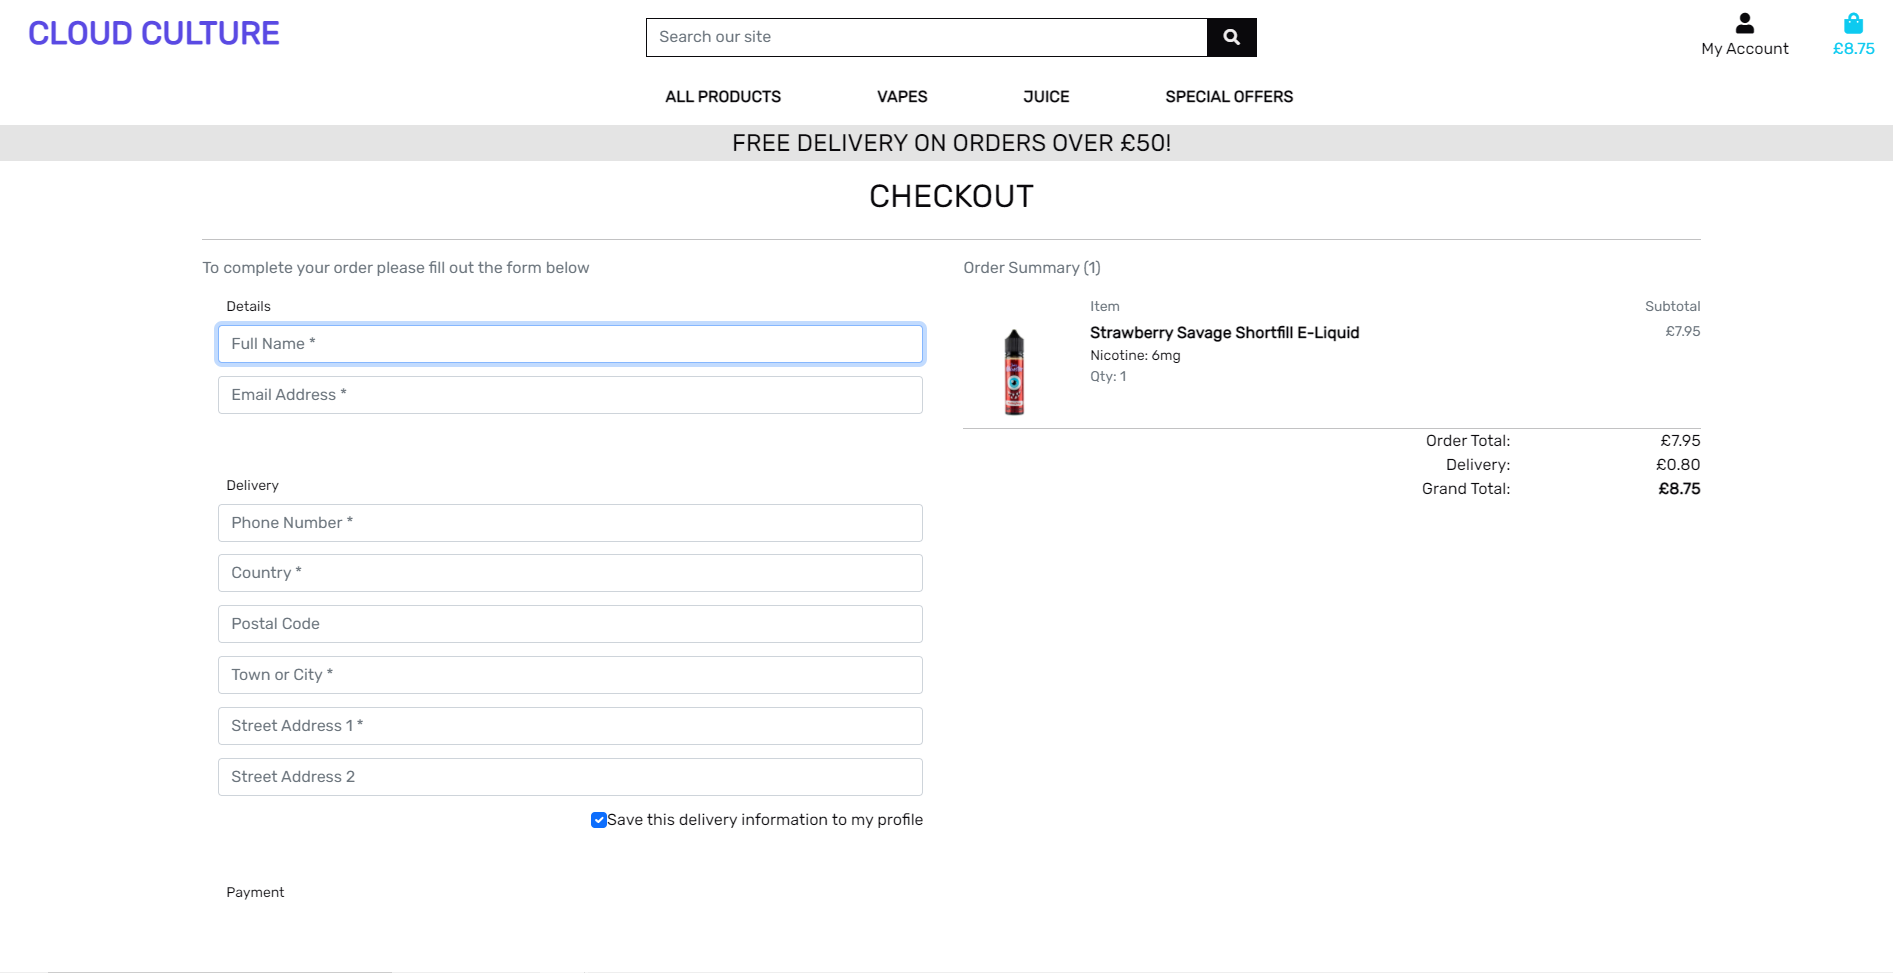 CLOUD CULTURE
Search our site
My Account
£8.75
ALL PRODUCTS
VAPES
JUICE
SPECIAL OFFERS
FREE DELIVERY ON ORDERS OVER £50!
CHECKOUT
To complete your order please fill out the form below
Details
Full Name *
Email Address *
Delivery
Phone Number *
Country *
Postal Code
Town or City *
Street Address 1 *
Street Address 2
Save this delivery information to my profile
Payment
Order Summary (1)
Item
Subtotal
Strawberry Savage Shortfill E-Liquid
£7.95
Nicotine: 6mg
Qty: 1
Order Total: £7.95
Delivery: £0.80
Grand Total: £8.75